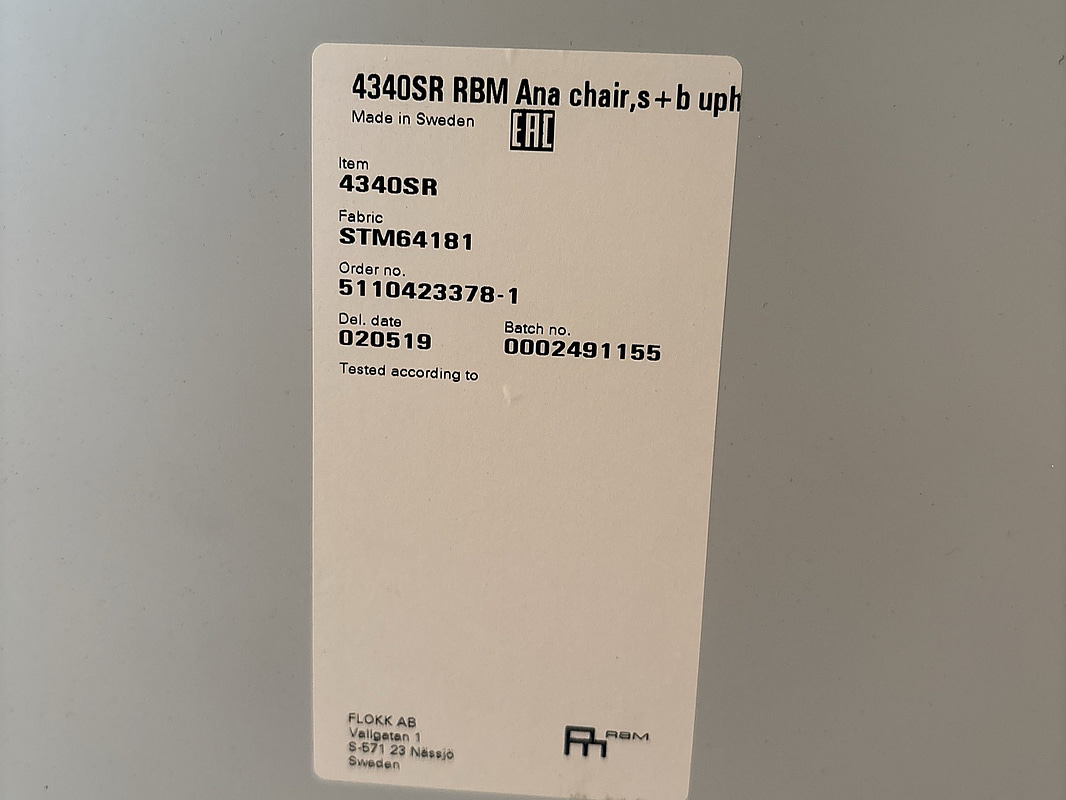 4340SR RBM Ana chair,s+b uph
Made in Sweden
EAC
Item
4340SR
Fabric
STM64181
Order no.
5110423378-1
Del. date
020519
Batch no.
0002491155
Tested according to
FLOKK AB
Vallgatan 1
S-571 23 Nässjö
Sweden
RBM